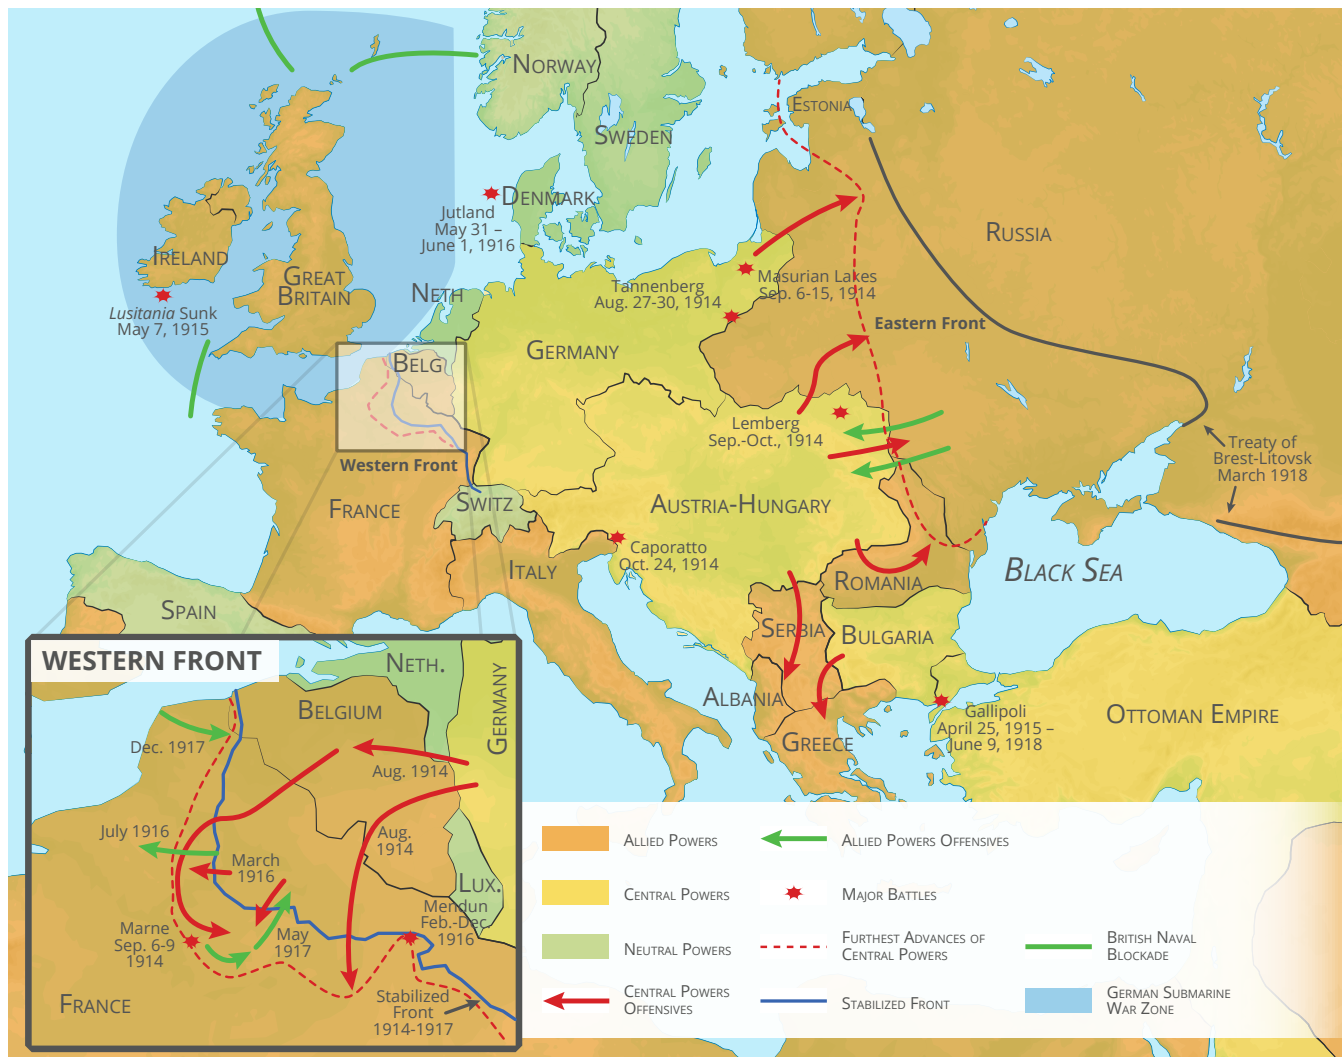 NORWAY
SWEDEN
ESTONIA
DENMARK
Jutland
May 31 –
June 1, 1916
RUSSIA
IRELAND
GREAT
BRITAIN
Lusitania Sunk
May 7, 1915
NETH
Tannenberg
Aug. 27-30, 1914
Masurian Lakes
Sep. 6-15, 1914
Eastern Front
GERMANY
BELG
Western Front
Lemberg
Sep.-Oct., 1914
Treaty of
Brest-Litovsk
March 1918
FRANCE
SWITZ
AUSTRIA-HUNGARY
Caporatto
Oct. 24, 1914
ITALY
ROMANIA
BLACK SEA
SPAIN
SERBIA
BULGARIA
ALBANIA
GREECE
Gallipoli
April 25, 1915 –
June 9, 1918
OTTOMAN EMPIRE
WESTERN FRONT
NETH.
BELGIUM
GERMANY
Dec. 1917
Aug. 1914
July 1916
Aug.
1914
March
1916
LUX.
Mendun
Feb.-Dec.
1916
Marne
Sep. 6-9
1914
May
1917
FRANCE
Stabilized
Front
1914-1917
ALLIED POWERS
CENTRAL POWERS
NEUTRAL POWERS
CENTRAL POWERS
OFFENSIVES
ALLIED POWERS OFFENSIVES
MAJOR BATTLES
FURTHEST ADVANCES OF
CENTRAL POWERS
STABILIZED FRONT
BRITISH NAVAL
BLOCKADE
GERMAN SUBMARINE
WAR ZONE